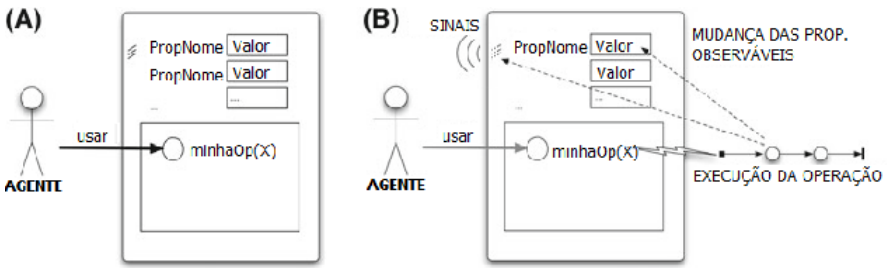 (A)
PropNome Valor
PropNome Valor
... ...
usar
minhaOp(X)
AGENTE
(B)
SINAIS
MUDANÇA DAS PROP.
OBSERVÁVEIS
PropNome Valor
Valor
... ...
usar
minhaOp(X)
AGENTE
EXECUÇÃO DA OPERAÇÃO